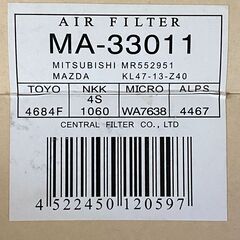 AIR FILTER
MA-33011
MITSUBISHI MR552951
MAZDA KL47-13-Z40
TOYO NKK MICRO ALPS
4684F 4S 1060 WA7638 4467
CENTRAL FILTER CO., LTD.
4 522450 120597